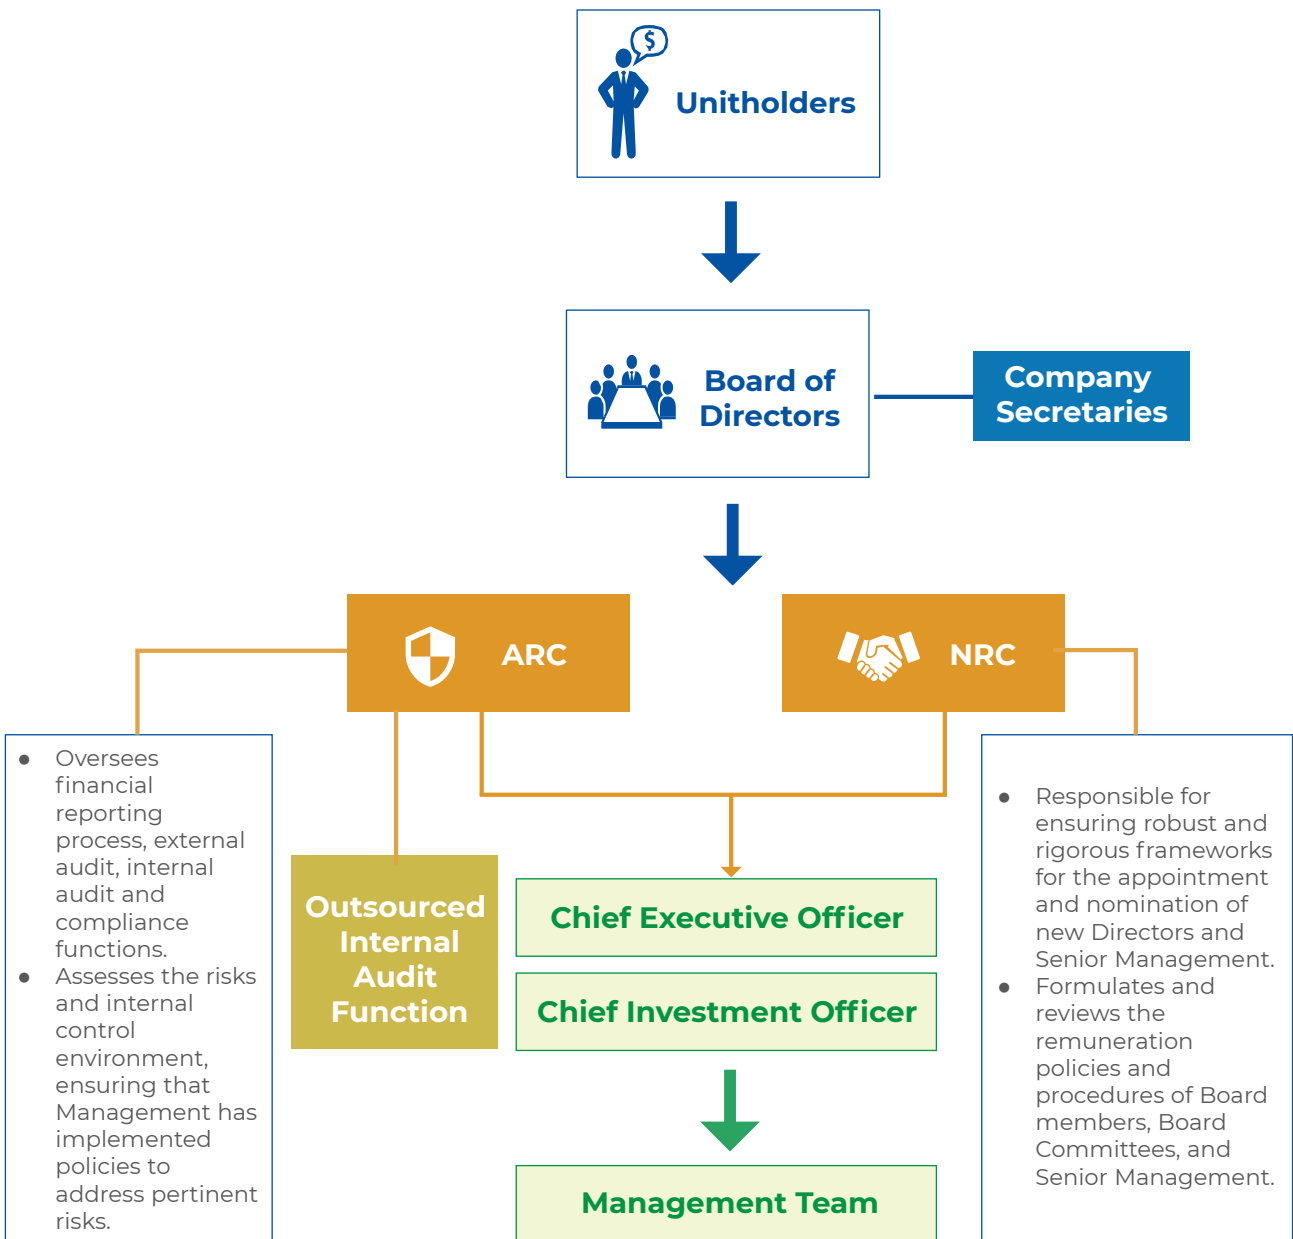 $
Unitholders
Board of
Directors
Company
Secretaries
ARC
NRC
● Oversees
financial
reporting
process, external
audit, internal
audit and
compliance
functions.
● Assesses the risks
and internal
control
environment,
ensuring that
Management has
implemented
policies to
address pertinent
risks.
Outsourced
Internal
Audit
Function
Chief Executive Officer
Chief Investment Officer
Management Team
● Responsible for
ensuring robust and
rigorous frameworks
for the appointment
and nomination of
new Directors and
Senior Management.
● Formulates and
reviews the
remuneration
policies and
procedures of Board
members, Board
Committees, and
Senior Management.